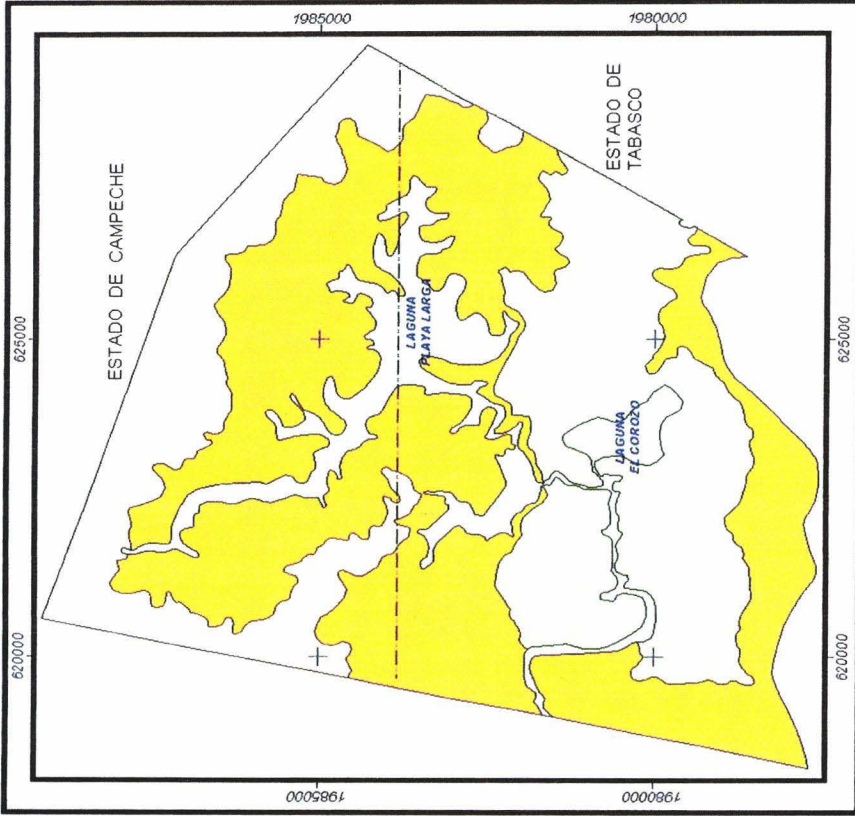 1985000
1980000
ESTADO DE CAMPECHE
ESTADO DE
TABASCO
625000
625000
LAGUNA
PLAYA LARGA
LAGUNA
EL COROZO
620000
620000
1985000
1980000